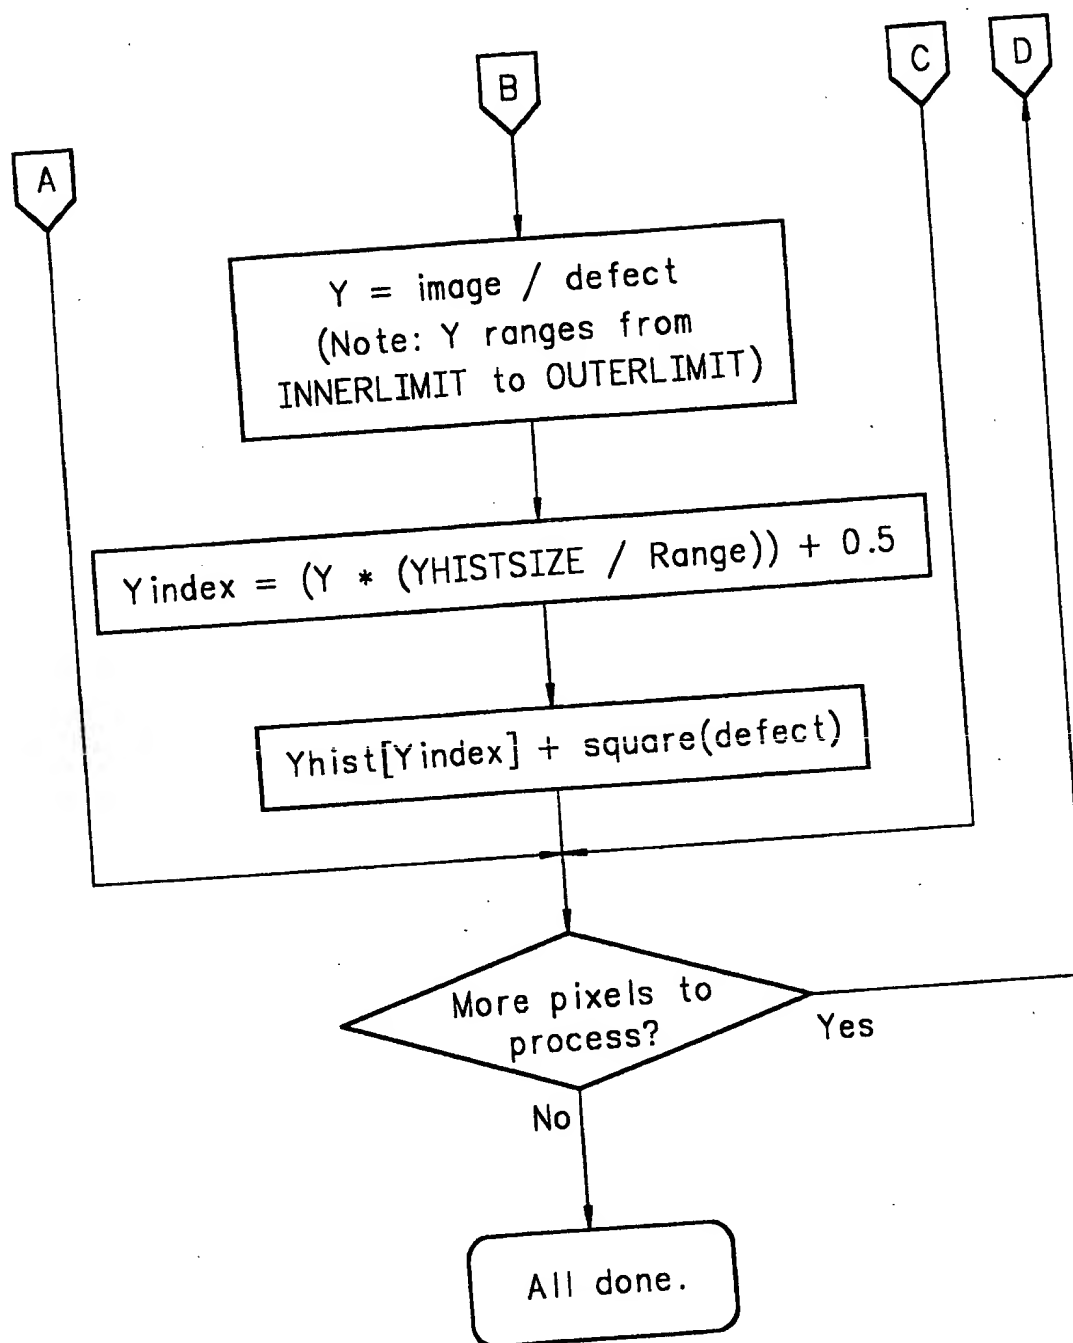 A
B
C
D
Y = image / defect
(Note: Y ranges from
INNERLIMIT to OUTERLIMIT)
Yindex = (Y * (YHISTSIZE / Range)) + 0.5
Yhist[Yindex] + square(defect)
More pixels to
process?
Yes
No
All done.